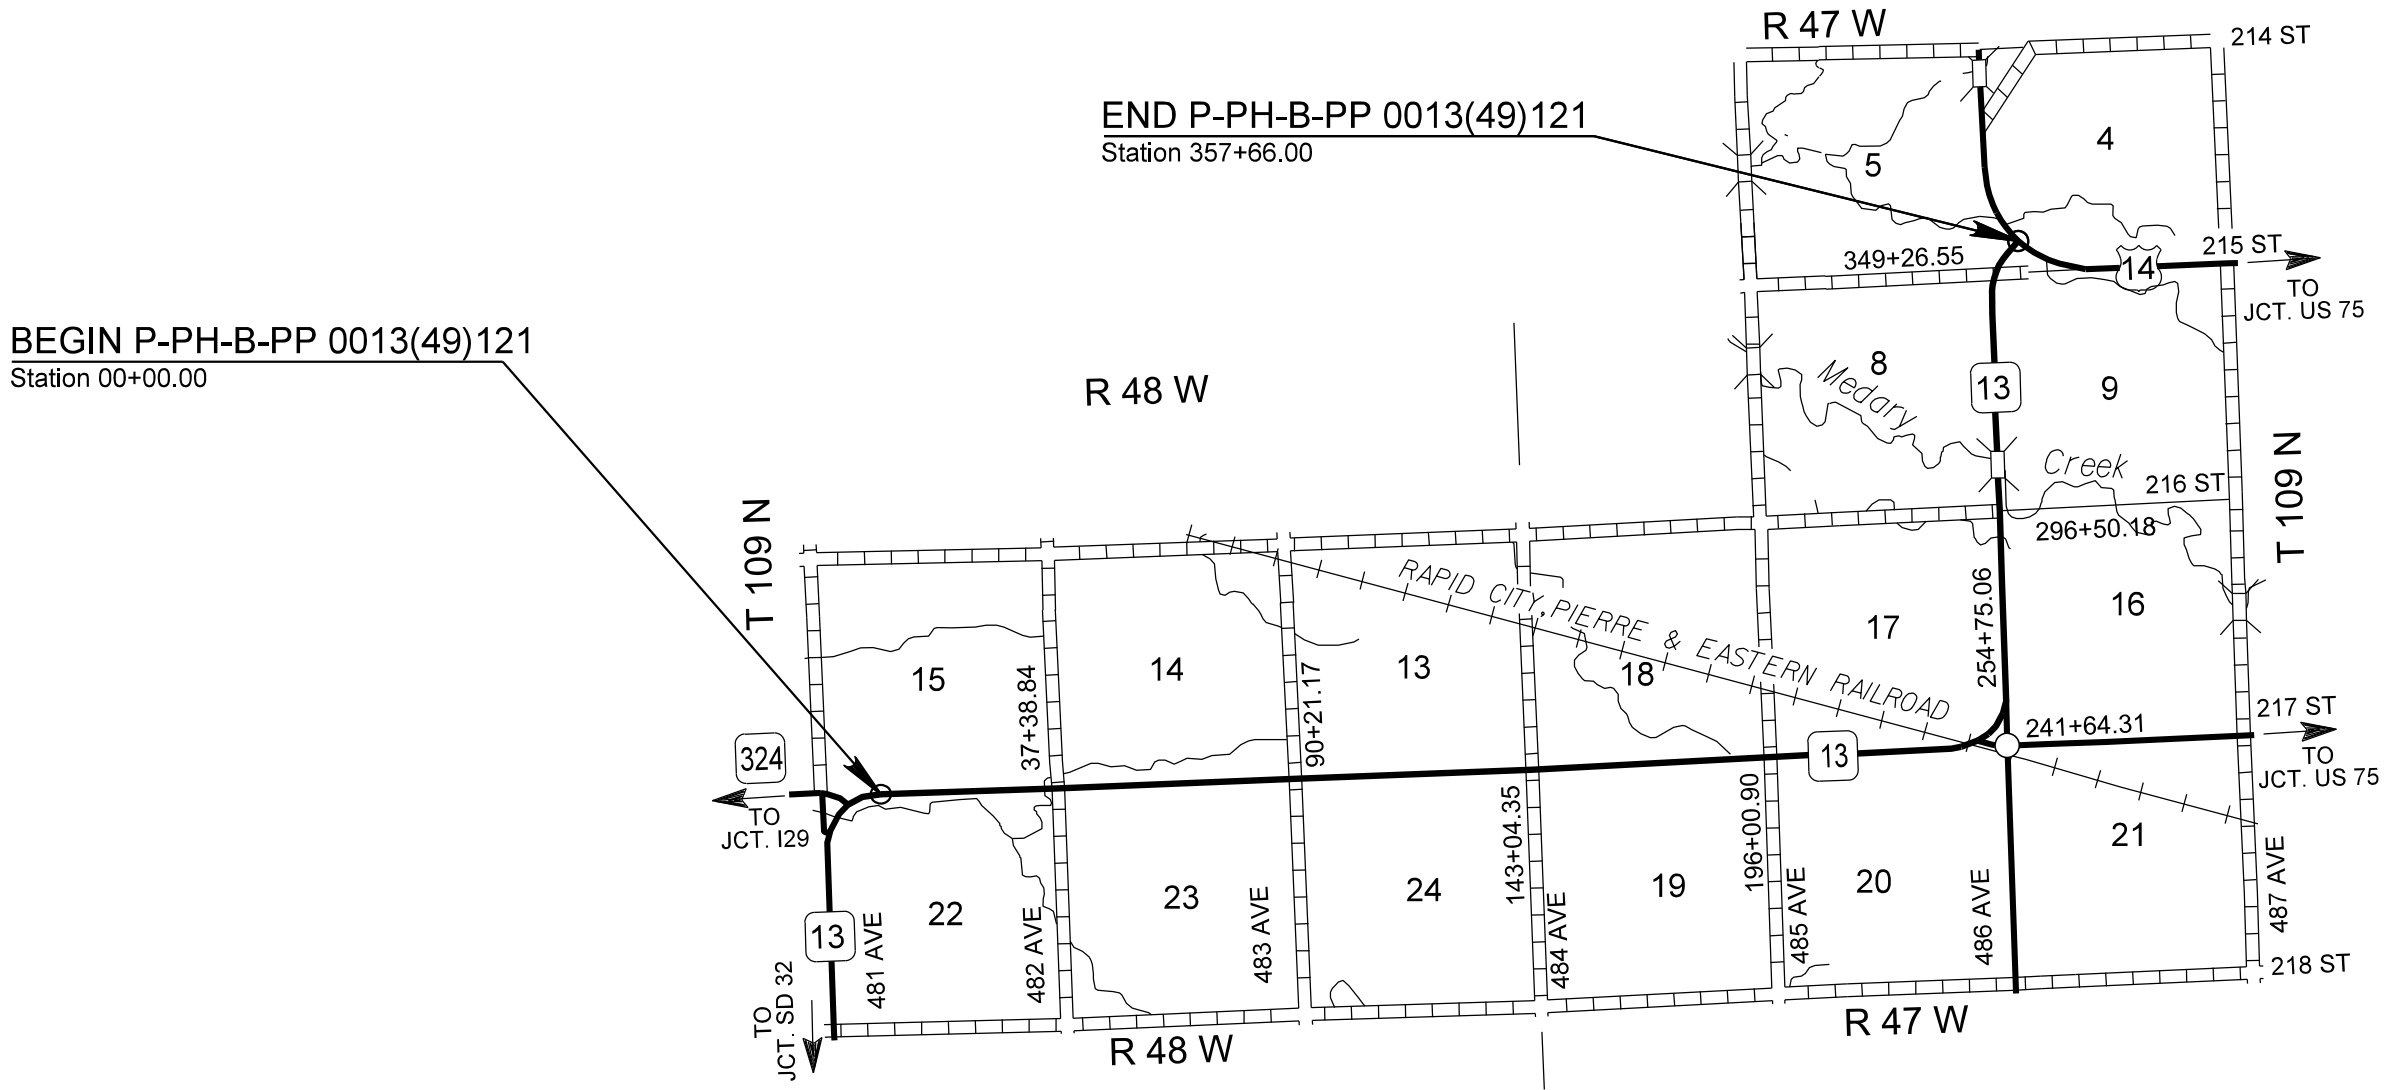 R 47 W
214 ST
END P-PH-B-PP 0013(49)121
Station 357+66.00
4
5
215 ST
349+26.55
14
TO
JCT. US 75
BEGIN P-PH-B-PP 0013(49)121
Station 00+00.00
R 48 W
8
Medary
13
9
Creek
216 ST
T 109 N
T 109 N
296+50.18
RAPID CITY, PIERRE & EASTERN RAILROAD
254+75.06
17
16
15
14
13
18
37+38.84
90+21.17
217 ST
241+64.31
TO
JCT. US 75
324
13
TO
JCT. I29
143+04.35
196+00.90
21
22
23
24
19
20
13
481 AVE
482 AVE
483 AVE
484 AVE
485 AVE
486 AVE
487 AVE
218 ST
TO
JCT. SD 32
R 48 W
R 47 W